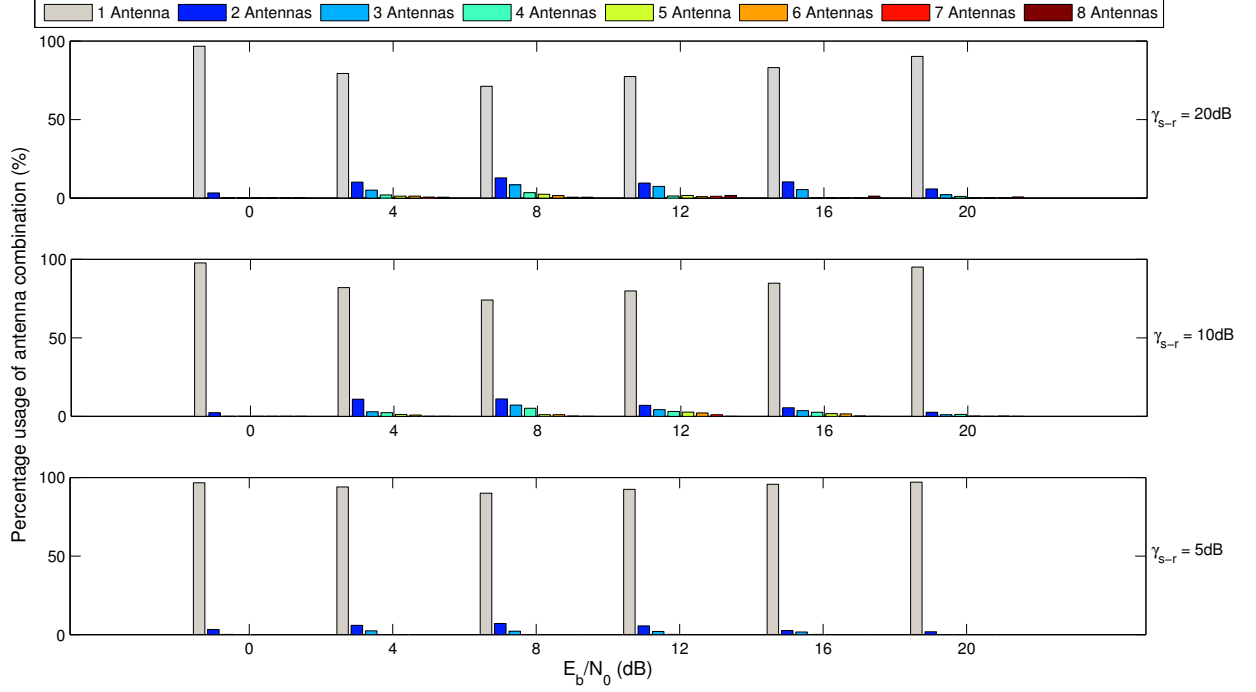 1 Antenna 2 Antennas 3 Antennas 4 Antennas 5 Antenna 6 Antennas 7 Antennas 8 Antennas
Percentage usage of antenna combination (%)
100
50
0
0 4 8 12 16 20
γs−r = 20dB
100
50
0
0 4 8 12 16 20
γs−r = 10dB
100
50
0
0 4 8 12 16 20
γs−r = 5dB
Eb/N0 (dB)